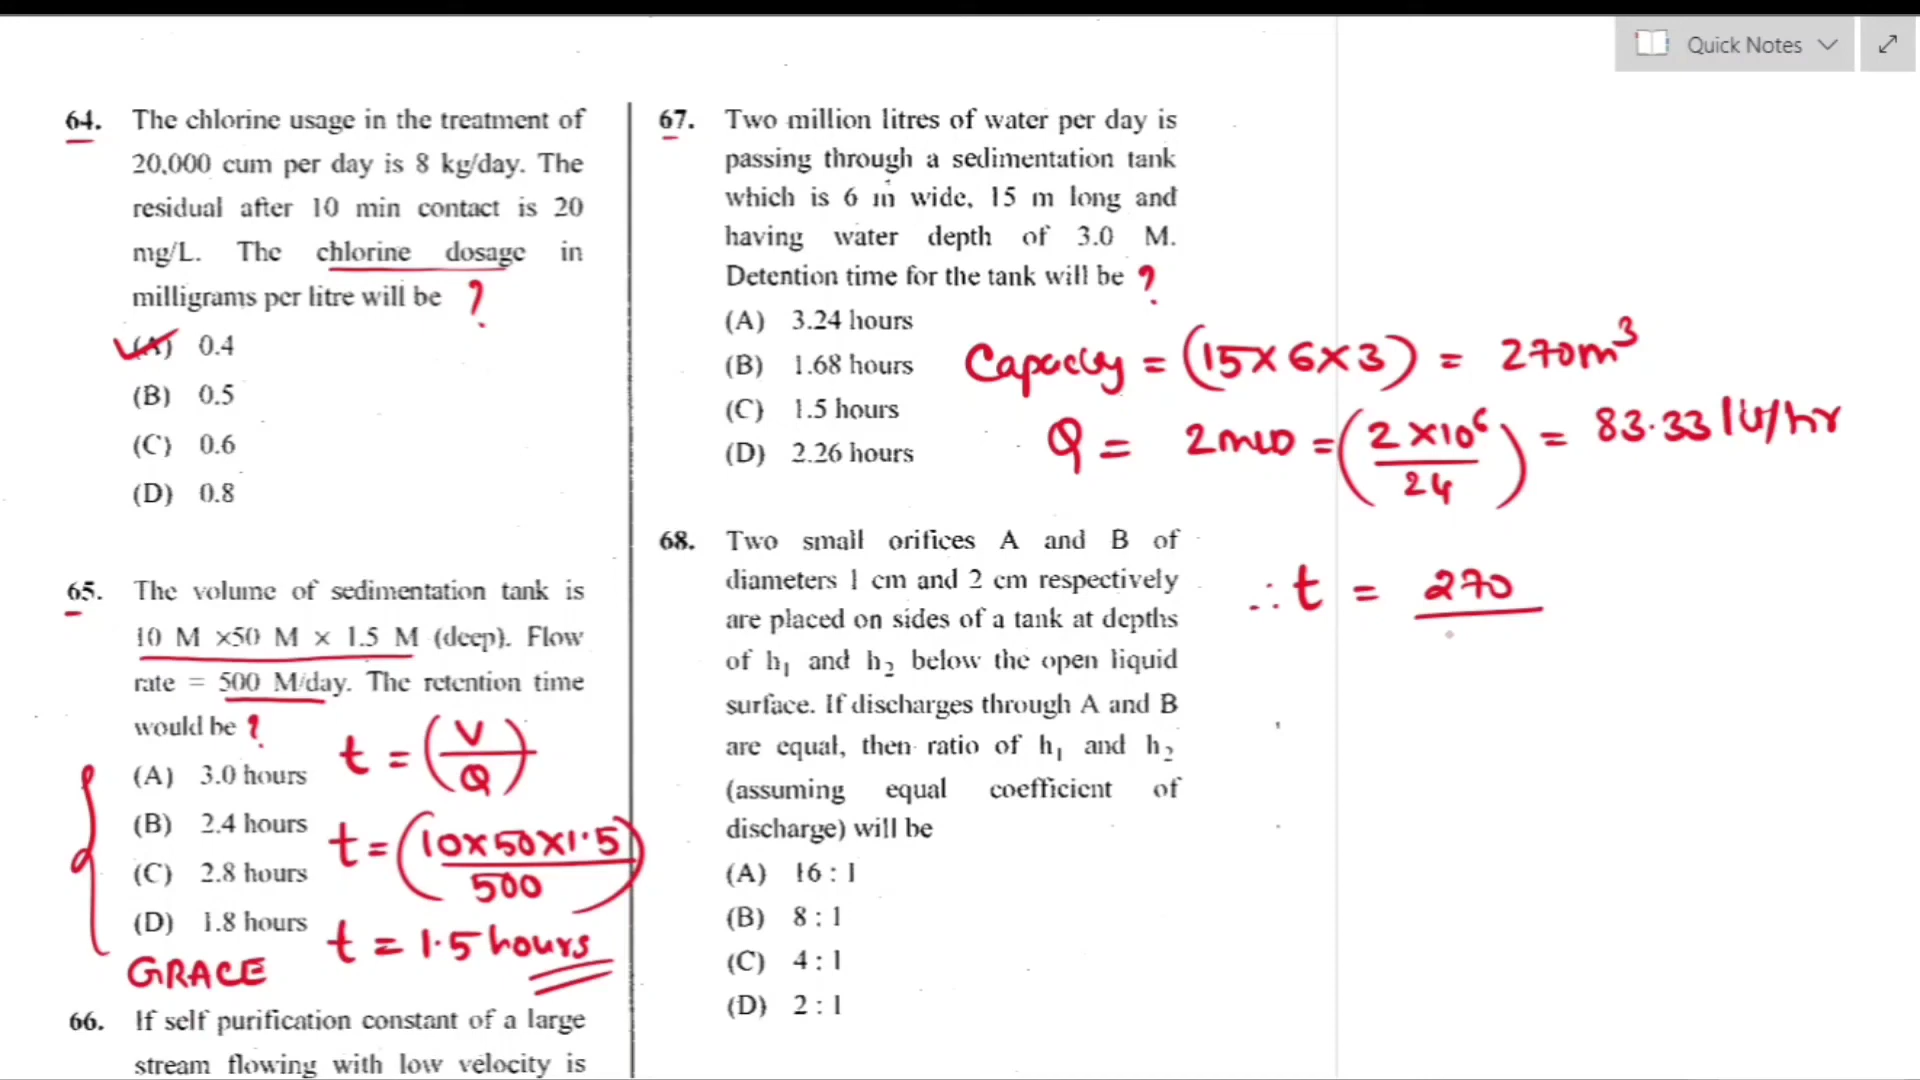 Quick Notes
64. The chlorine usage in the treatment of
20,000 cum per day is 8 kg/day. The
residual after 10 min contact is 20
mg/L. The chlorine dosage in
milligrams per litre will be ?
(A) 0.4
(B) 0.5
(C) 0.6
(D) 0.8
65. The volume of sedimentation tank is
10 M ×50 M × 1.5 M (deep). Flow
rate = 500 M/day. The retention time
would be ?
(A) 3.0 hours
(B) 2.4 hours
(C) 2.8 hours
(D) 1.8 hours
t = (V/Q)
t = (10×50×1.5/500)
t = 1.5 hours
GRACE
66. If self purification constant of a large
stream flowing with low velocity is
67. Two million litres of water per day is
passing through a sedimentation tank
which is 6 m wide, 15 m long and
having water depth of 3.0 M.
Detention time for the tank will be ?
(A) 3.24 hours
(B) 1.68 hours
(C) 1.5 hours
(D) 2.26 hours
Capacity = (15×6×3) = 270m³
Q = 2MLD = (2×10⁶/24) = 83.33 lit/hr
∴ t = 270
68. Two small orifices A and B of
diameters 1 cm and 2 cm respectively
are placed on sides of a tank at depths
of h₁ and h₂ below the open liquid
surface. If discharges through A and B
are equal, then ratio of h₁ and h₂
(assuming equal coefficient of
discharge) will be
(A) 16 : 1
(B) 8 : 1
(C) 4 : 1
(D) 2 : 1